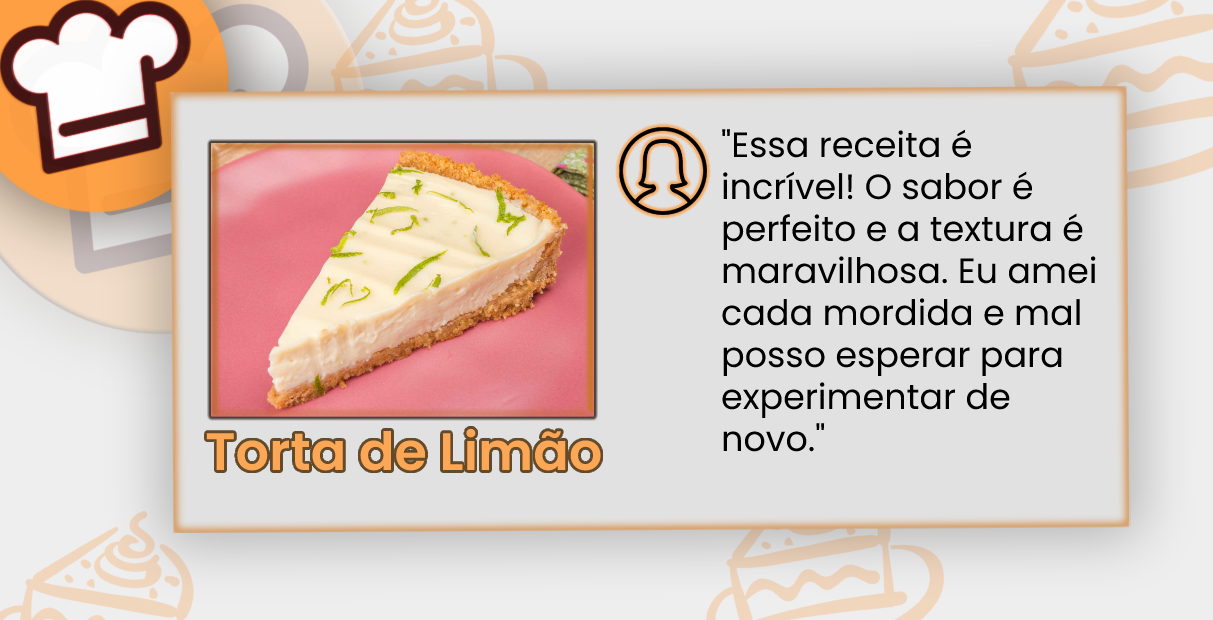 "Essa receita é
incrível! O sabor é
perfeito e a textura é
maravilhosa. Eu amei
cada mordida e mal
posso esperar para
experimentar de
novo."
Torta de Limão